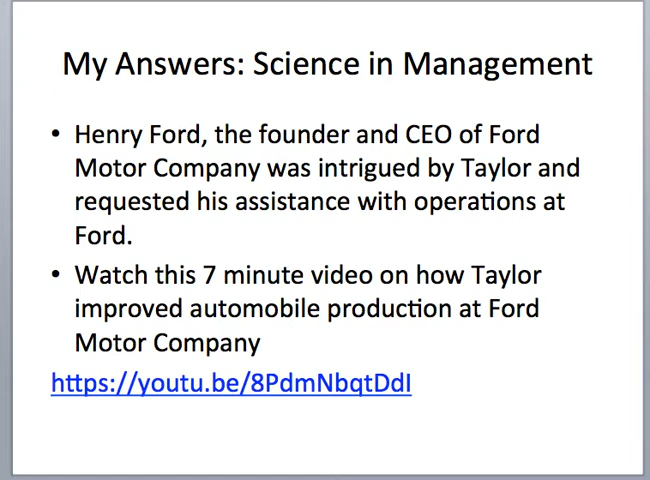 My Answers: Science in Management
• Henry Ford, the founder and CEO of Ford
Motor Company was intrigued by Taylor and
requested his assistance with operations at
Ford.
• Watch this 7 minute video on how Taylor
improved automobile production at Ford
Motor Company
https://youtu.be/8PdmNbqtDdI